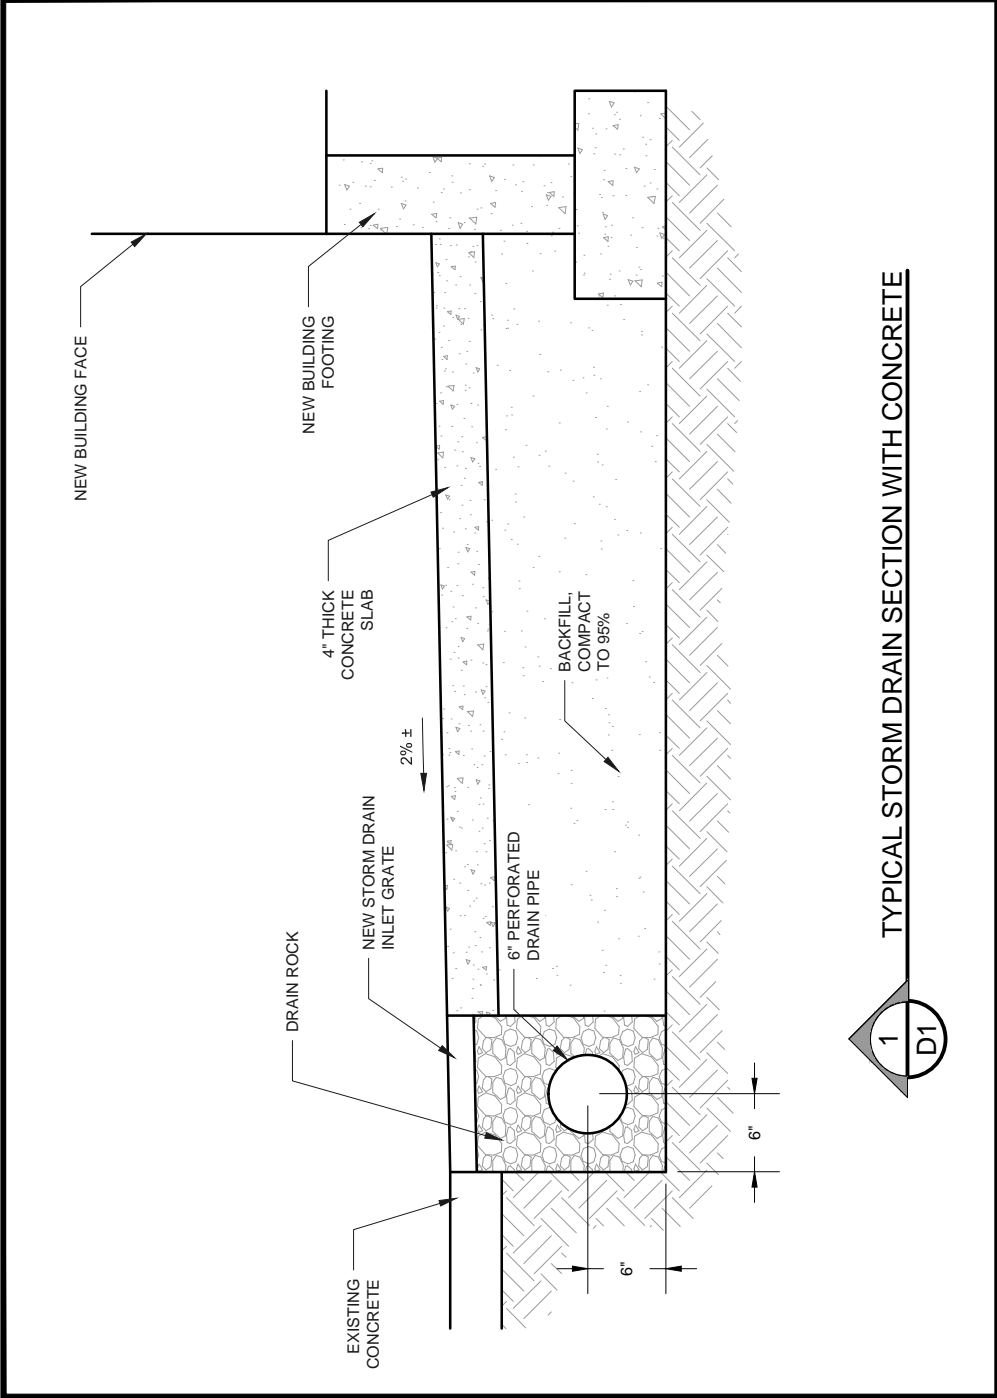 NEW BUILDING FACE
NEW BUILDING
FOOTING
4" THICK
CONCRETE
SLAB
2% ±
DRAIN ROCK
NEW STORM DRAIN
INLET GRATE
6" PERFORATED
DRAIN PIPE
BACKFILL,
COMPACT
TO 95%
EXISTING
CONCRETE
6"
6"
1
D1
TYPICAL STORM DRAIN SECTION WITH CONCRETE